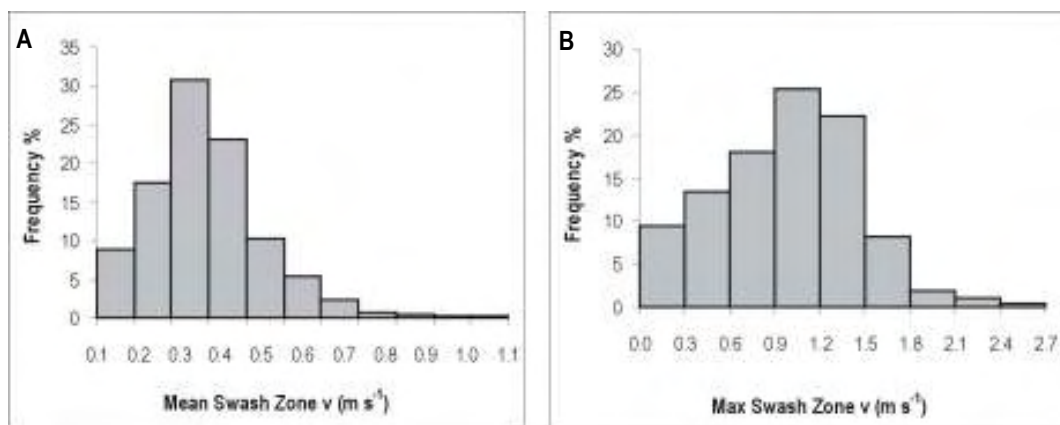 A
Frequency %
35
30
25
20
15
10
5
0
0.1 0.2 0.3 0.4 0.5 0.6 0.7 0.8 0.9 1.0 1.1
Mean Swash Zone v (m s⁻¹)
B
Frequency %
30
25
20
15
10
5
0
0.0 0.3 0.6 0.9 1.2 1.5 1.8 2.1 2.4 2.7
Max Swash Zone v (m s⁻¹)